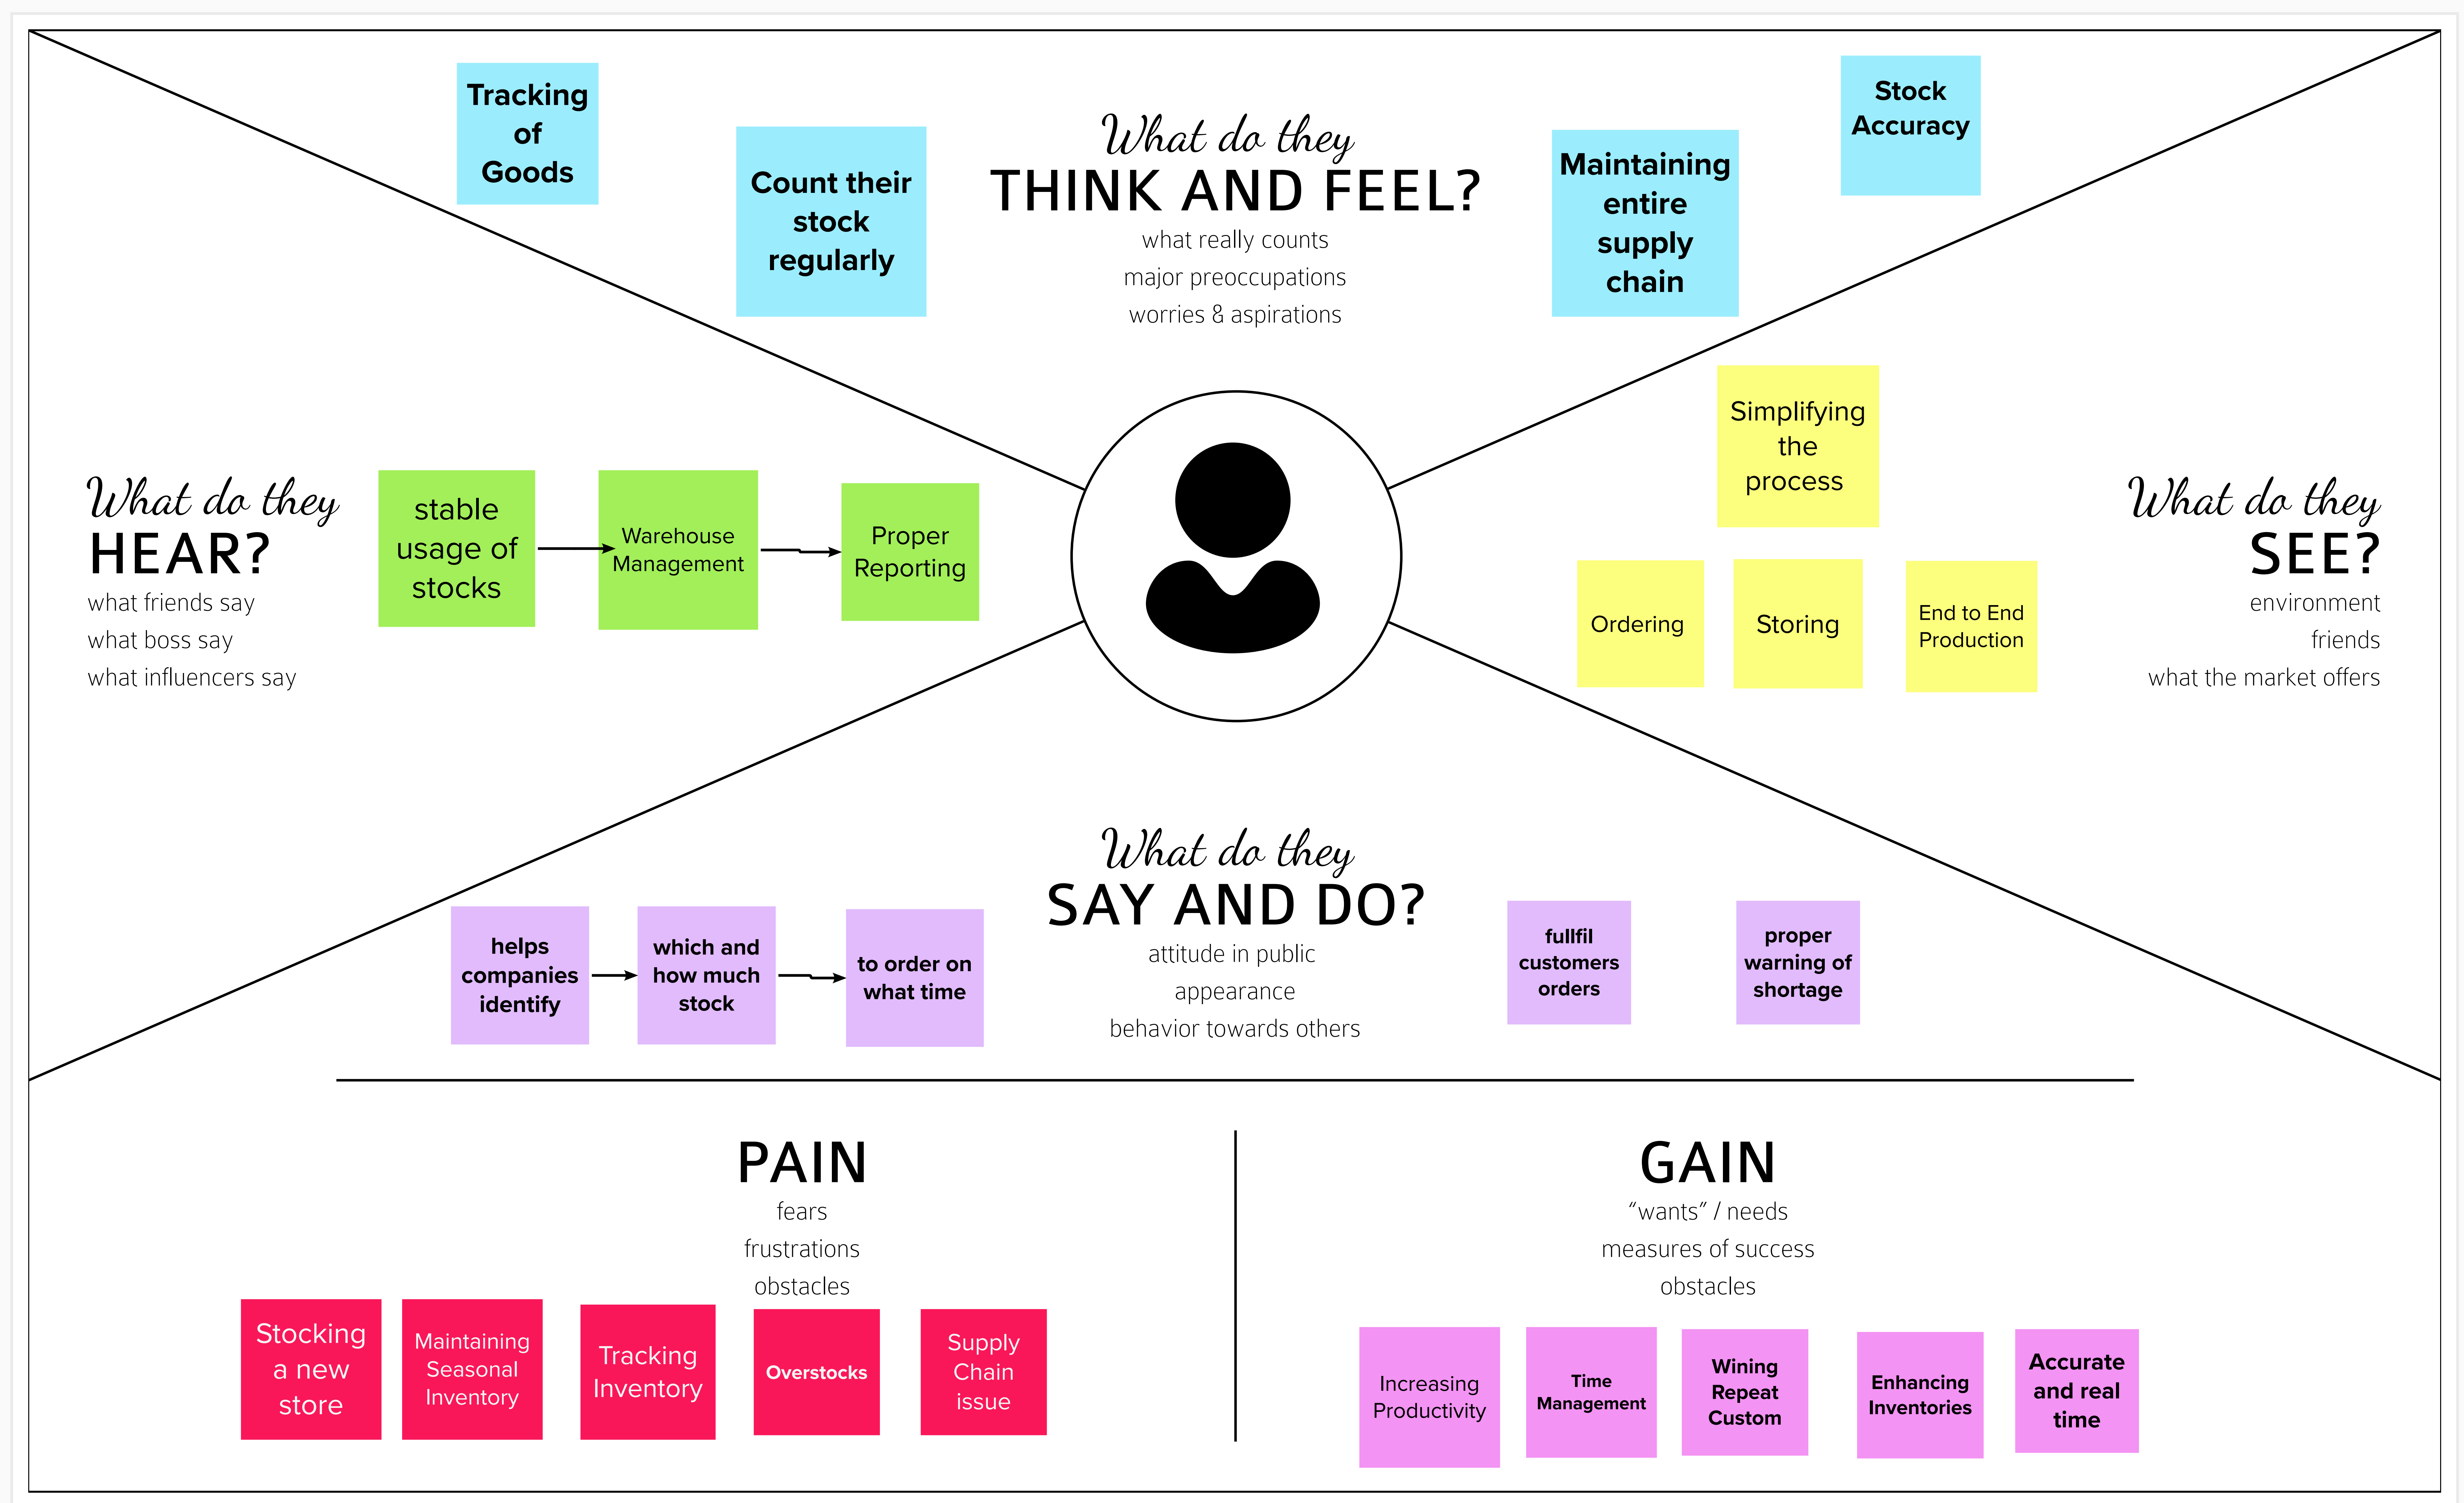 Tracking
of
Goods
Count their
stock
regularly
What do they
THINK AND FEEL?
what really counts
major preoccupations
worries & aspirations
Maintaining
entire
supply
chain
Stock
Accuracy
What do they
HEAR?
what friends say
what boss say
what influencers say
stable
usage of
stocks
Warehouse
Management
Proper
Reporting
Simplifying
the
process
Ordering
Storing
End to End
Production
What do they
SEE?
environment
friends
what the market offers
What do they
SAY AND DO?
attitude in public
appearance
behavior towards others
helps
companies
identify
which and
how much
stock
to order on
what time
fullfil
customers
orders
proper
warning of
shortage
PAIN
fears
frustrations
obstacles
Stocking
a new
store
Maintaining
Seasonal
Inventory
Tracking
Inventory
Overstocks
Supply
Chain
issue
GAIN
“wants” / needs
measures of success
obstacles
Increasing
Productivity
Time
Management
Wining
Repeat
Custom
Enhancing
Inventories
Accurate
and real
time